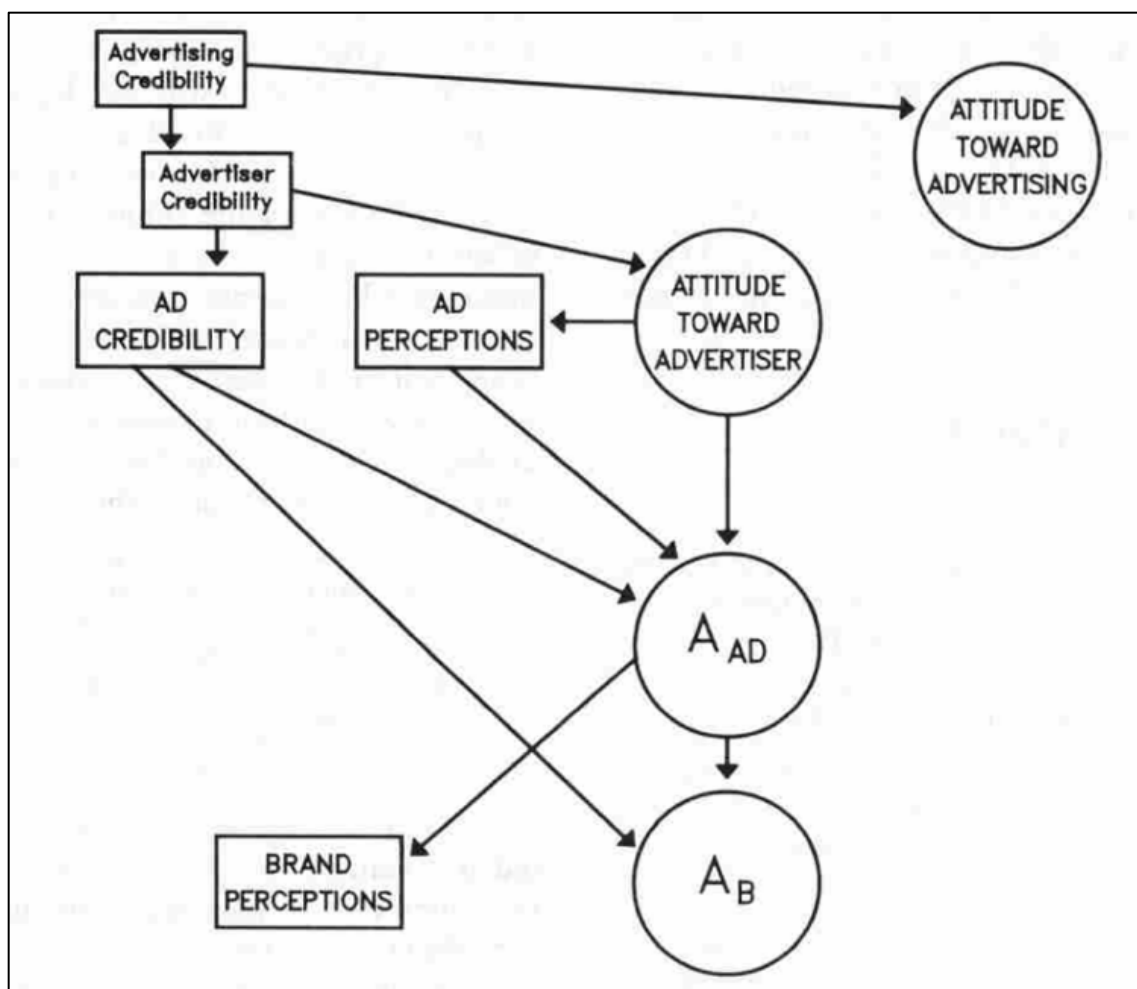 Advertising
Credibility
ATTITUDE
TOWARD
ADVERTISING
Advertiser
Credibility
AD
CREDIBILITY
AD
PERCEPTIONS
ATTITUDE
TOWARD
ADVERTISER
A AD
BRAND
PERCEPTIONS
A B